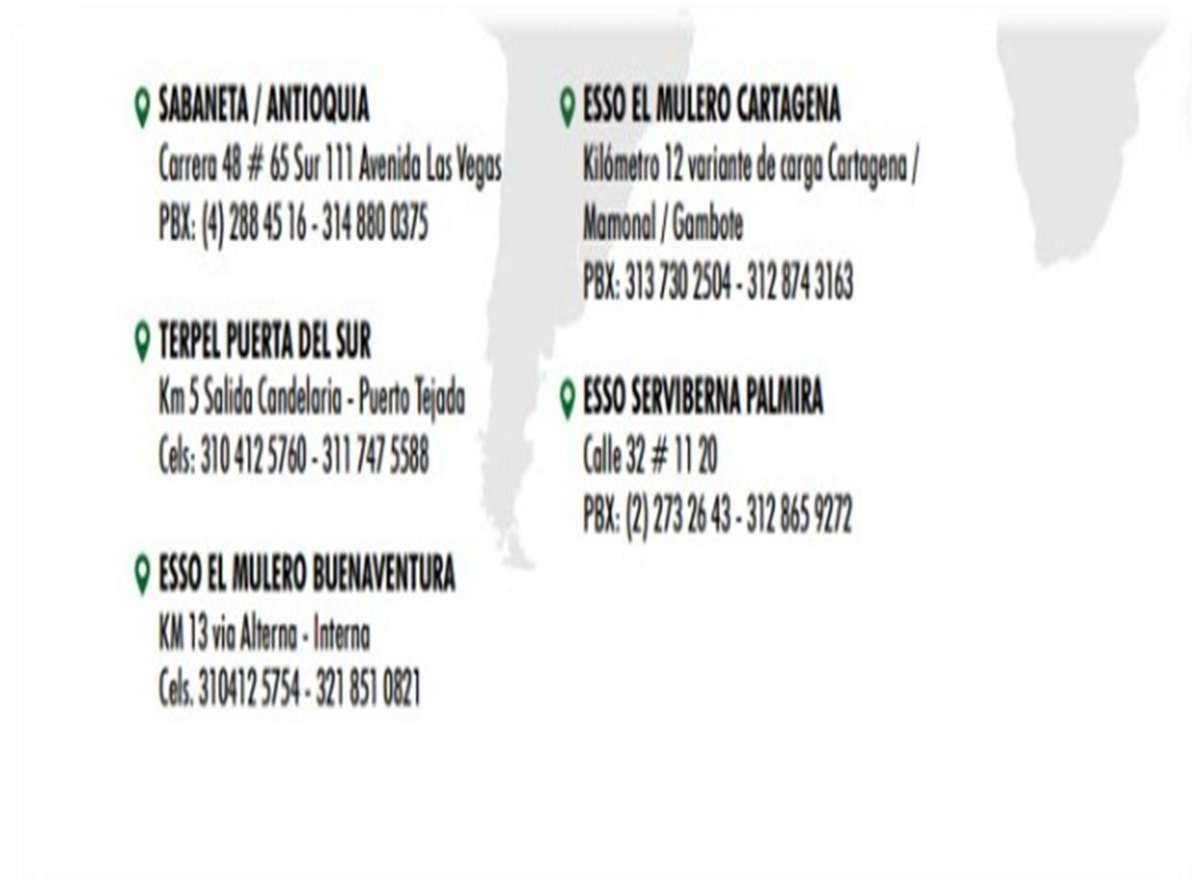 SABANETA / ANTIOQUIA
Carrera 48 # 65 Sur 111 Avenida Las Vegas
PBX: (4) 288 45 16 - 314 880 0375
TERPEL PUERTA DEL SUR
Km 5 Salida Candelaria - Puerto Tejada
Cels: 310 412 5760 - 311 747 5588
ESSO EL MULERO BUENAVENTURA
KM 13 via Alterna - Interna
Cels. 310412 5754 - 321 851 0821
ESSO EL MULERO CARTAGENA
Kilómetro 12 variante de carga Cartagena /
Mamonal / Gambote
PBX: 313 730 2504 - 312 874 3163
ESSO SERVIBERNA PALMIRA
Calle 32 # 11 20
PBX: (2) 273 26 43 - 312 865 9272